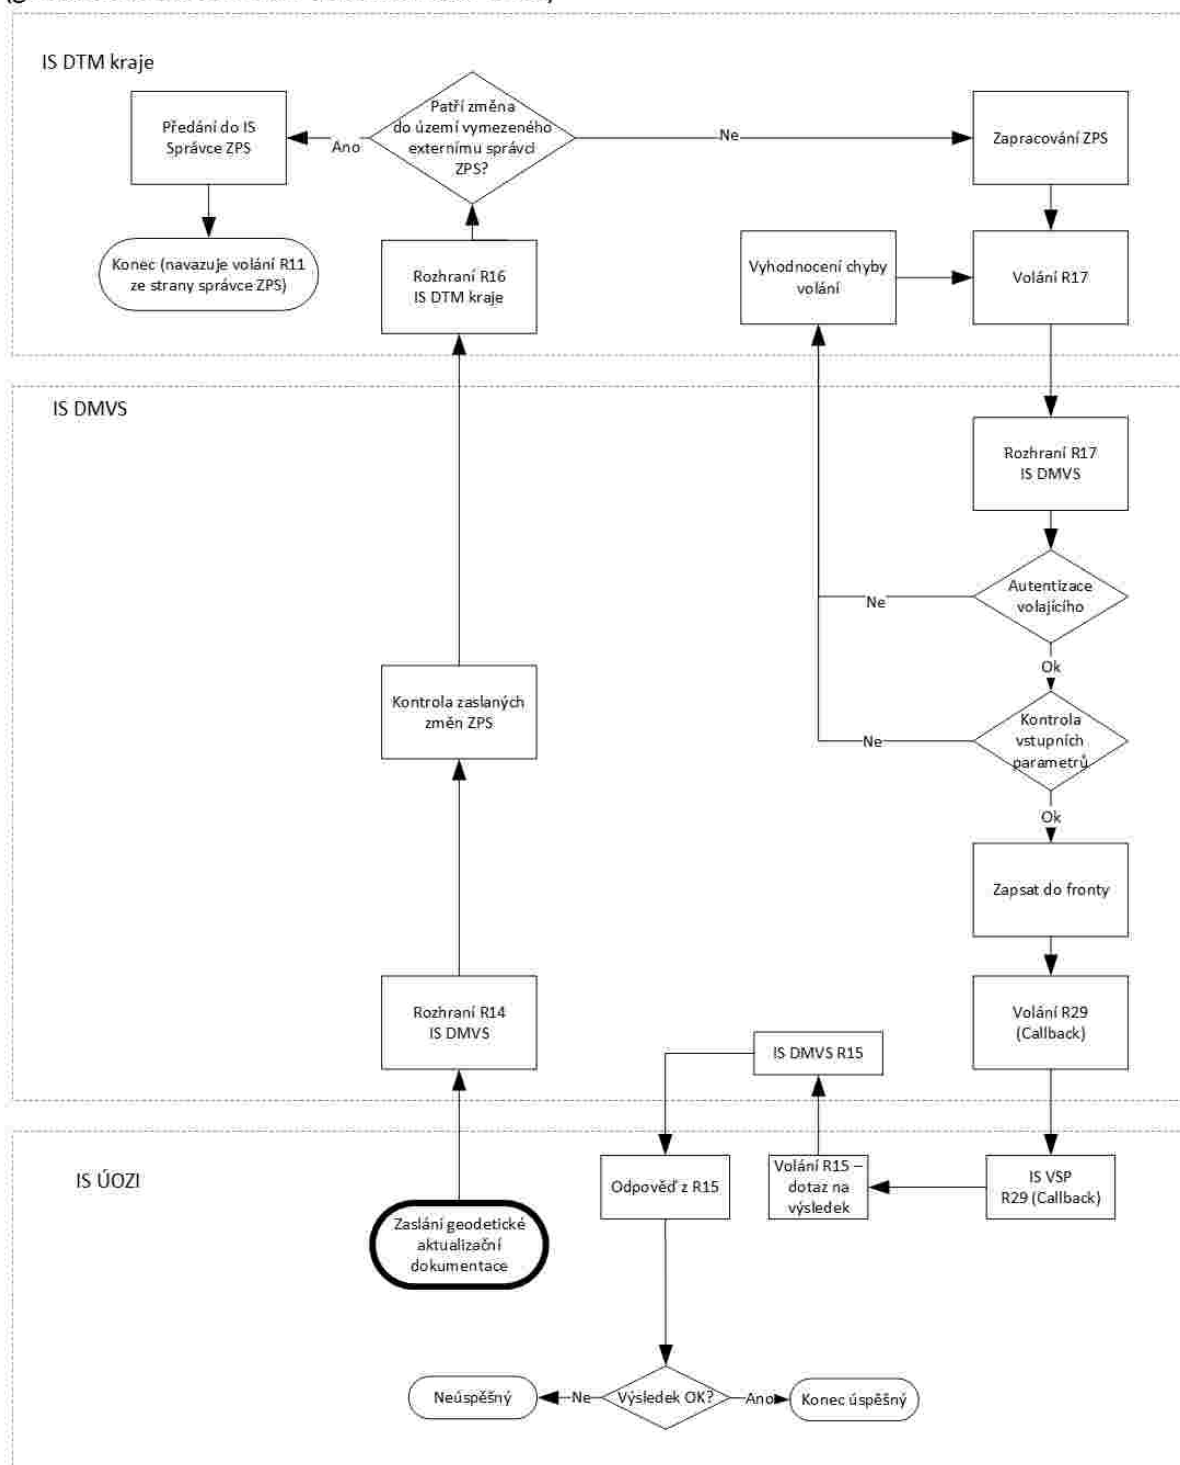 IS DTM kraje
Předání do IS
Správce ZPS
Ano
Patří změna
do území vymezeného
externímu správci
ZPS?
Ne
Zapracování ZPS
Konec (navazuje volání R11
ze strany správce ZPS)
Rozhraní R16
IS DTM kraje
Vyhodnocení chyby
volání
Volání R17
IS DMVS
Rozhraní R17
IS DMVS
Autentizace
volajícího
Ne
Ok
Kontrola zaslaných
změn ZPS
Kontrola
vstupních
parametrů
Ne
Ok
Zapsat do fronty
Rozhraní R14
IS DMVS
Volání R29
(Callback)
IS DMVS R15
IS ÚOZI
Odpověď z R15
Volání R15 –
dotaz na
výsledek
IS VSP
R29 (Callback)
Zaslání geodetické
aktualizační
dokumentace
Neúspěšný
Ne
Výsledek OK?
Ano
Konec úspěšný